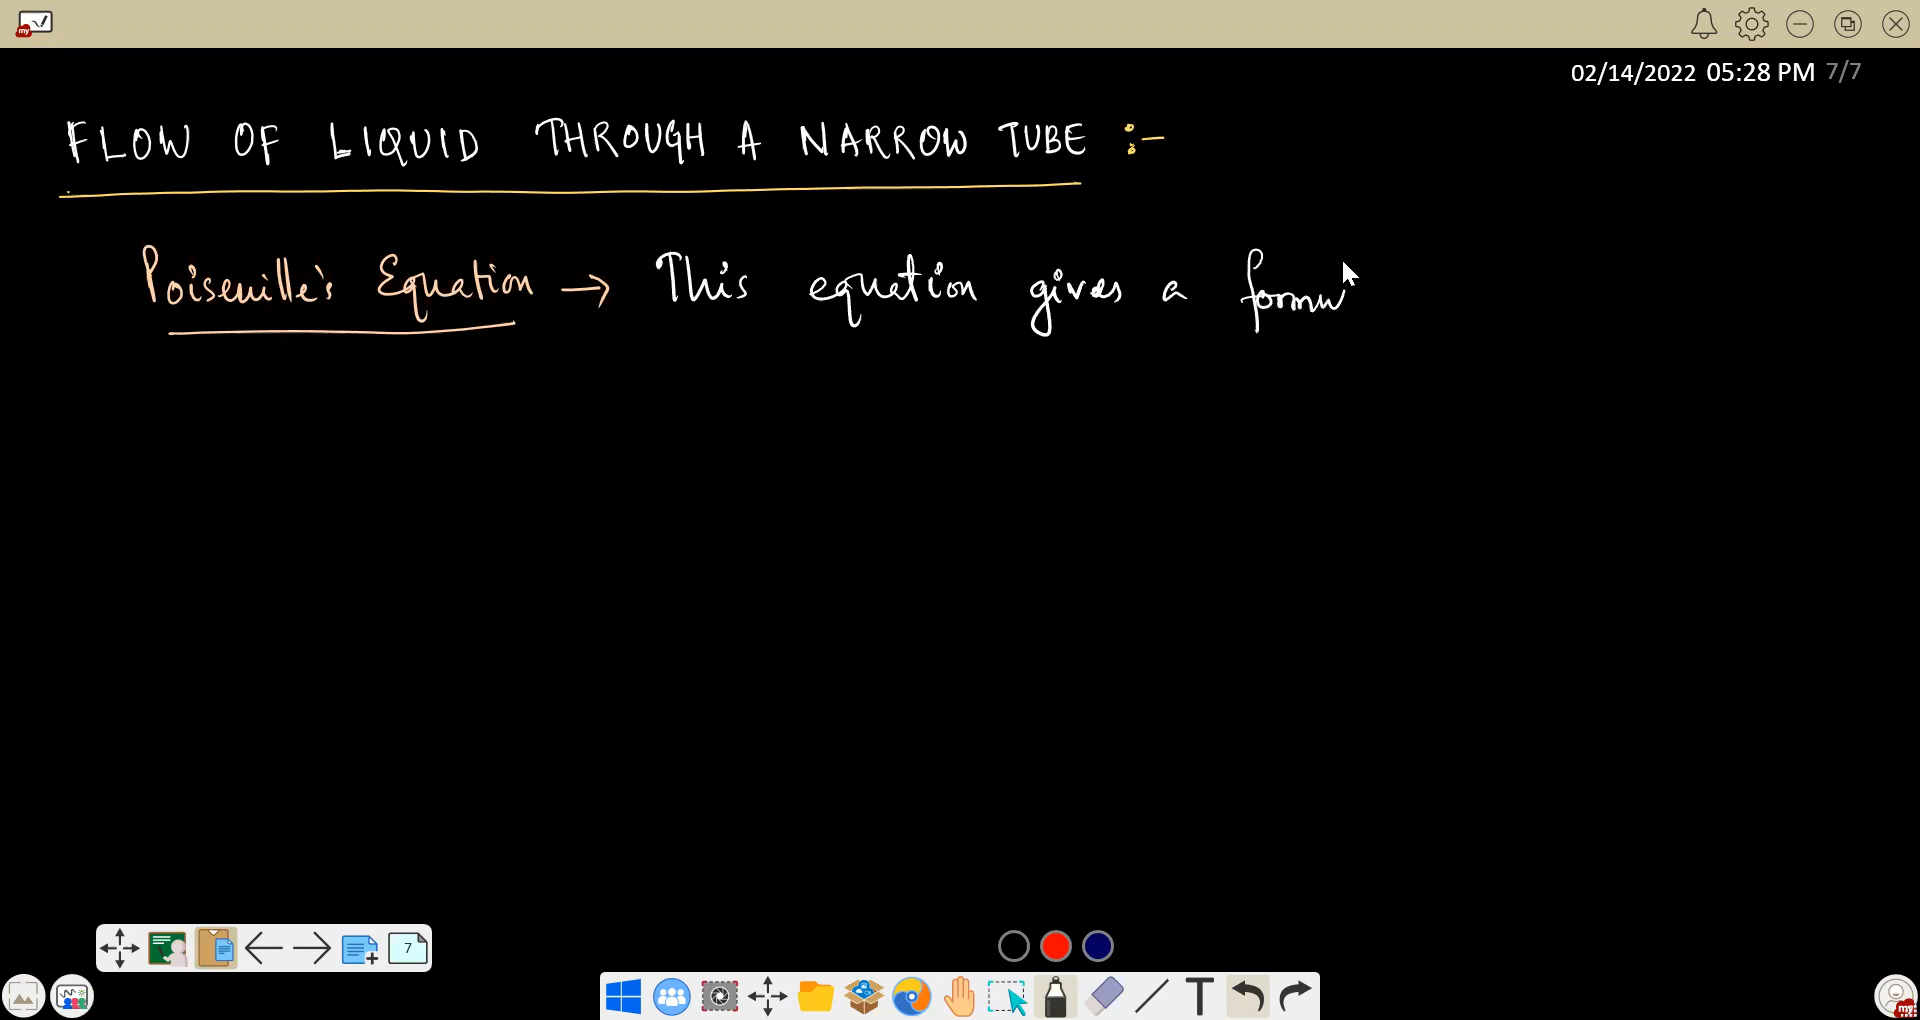 02/14/2022 05:28 PM 7/7
FLOW OF LIQUID THROUGH A NARROW TUBE :-
Poiseuille's Equation → This equation gives a formu
7